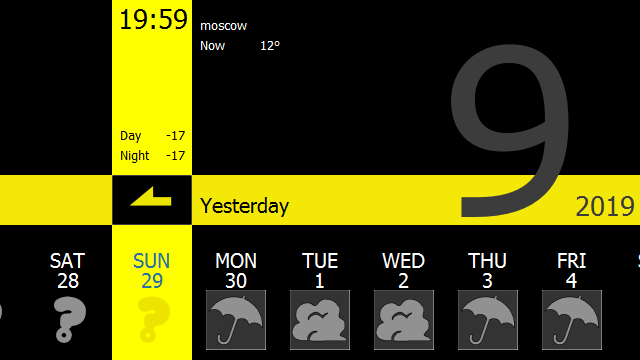 19:59
moscow
Now 12°
Day -17
Night -17
9
Yesterday
2019
SAT SUN MON TUE WED THU FRI
28 29 30 1 2 3 4